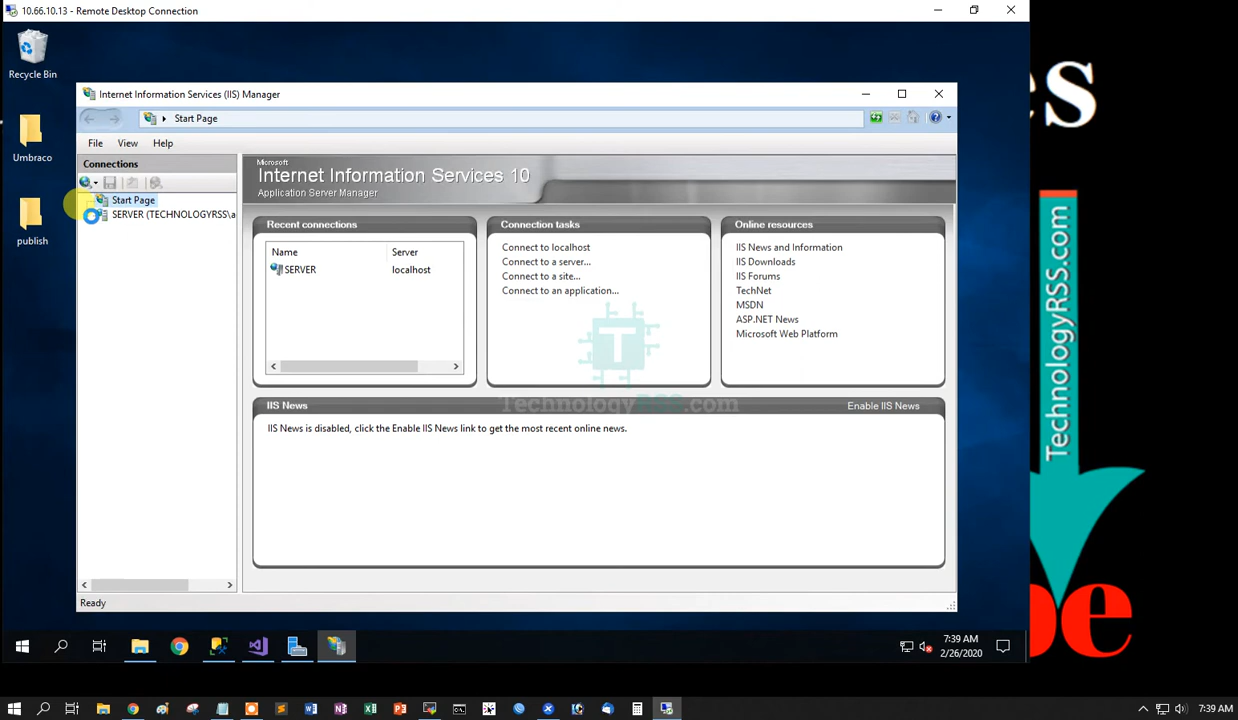 10.66.10.13 - Remote Desktop Connection
Recycle Bin
Umbraco
publish
Internet Information Services (IIS) Manager
Start Page
File View Help
Connections
Start Page
SERVER (TECHNOLOGYRSS\a
Microsoft
Internet Information Services 10
Application Server Manager
Recent connections
Name Server
SERVER localhost
Connection tasks
Connect to localhost
Connect to a server...
Connect to a site...
Connect to an application...
Online resources
IIS News and Information
IIS Downloads
IIS Forums
TechNet
MSDN
ASP.NET News
Microsoft Web Platform
T
TechnologyRSS.com
IIS News Enable IIS News
IIS News is disabled, click the Enable IIS News link to get the most recent online news.
Ready
7:39 AM
2/26/2020
es
TechnologyRSS.com
be
7:39 AM